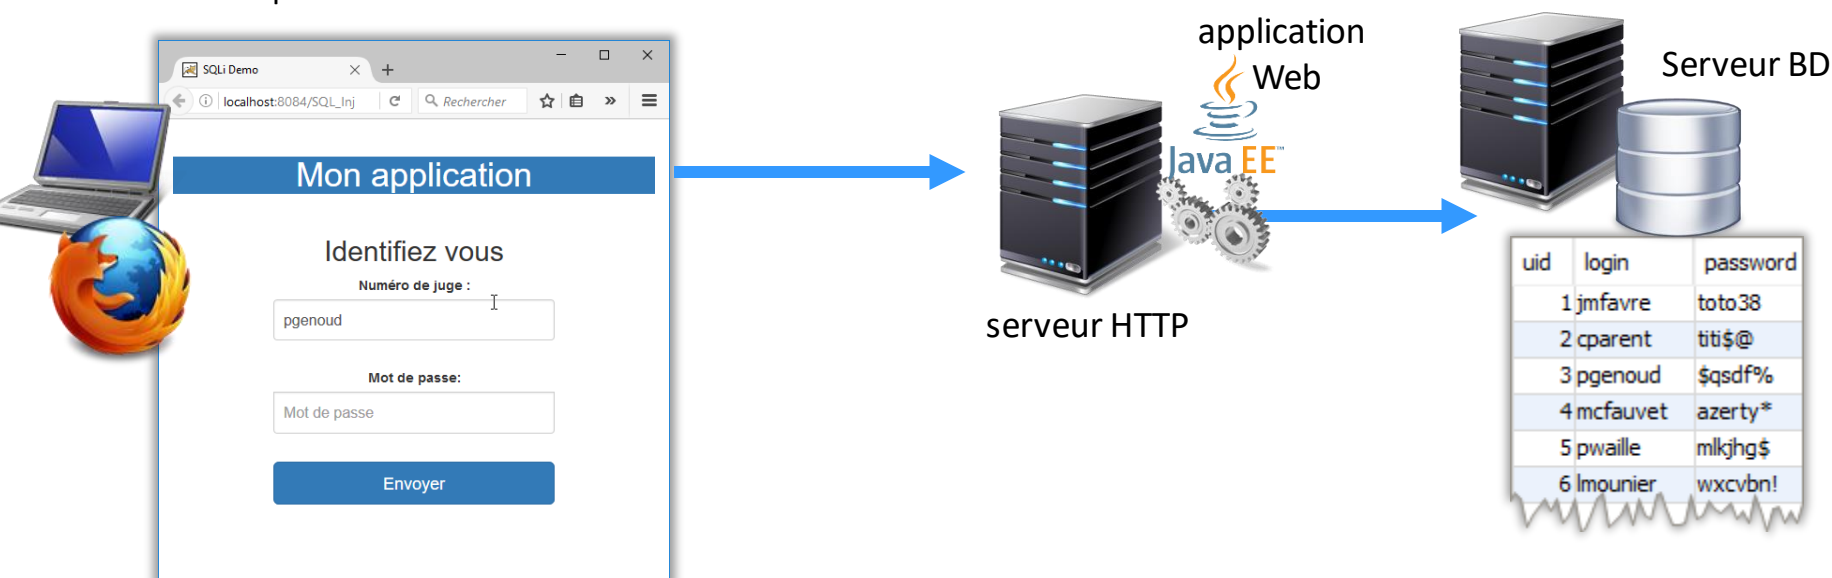 SQLi Demo
localhost:8084/SQL_Inj
Rechercher
Mon application
Identifiez vous
Numéro de juge :
pgenoud
Mot de passe:
Mot de passe
Envoyer
serveur HTTP
application
Web
Java EE™
Serveur BD
uid login password
1 jmfavre toto38
2 cparent titi$@
3 pgenoud $qsdf%
4 mcfauvet azerty*
5 pwaille mlkjhg$
6 lmounier wxcvbn!